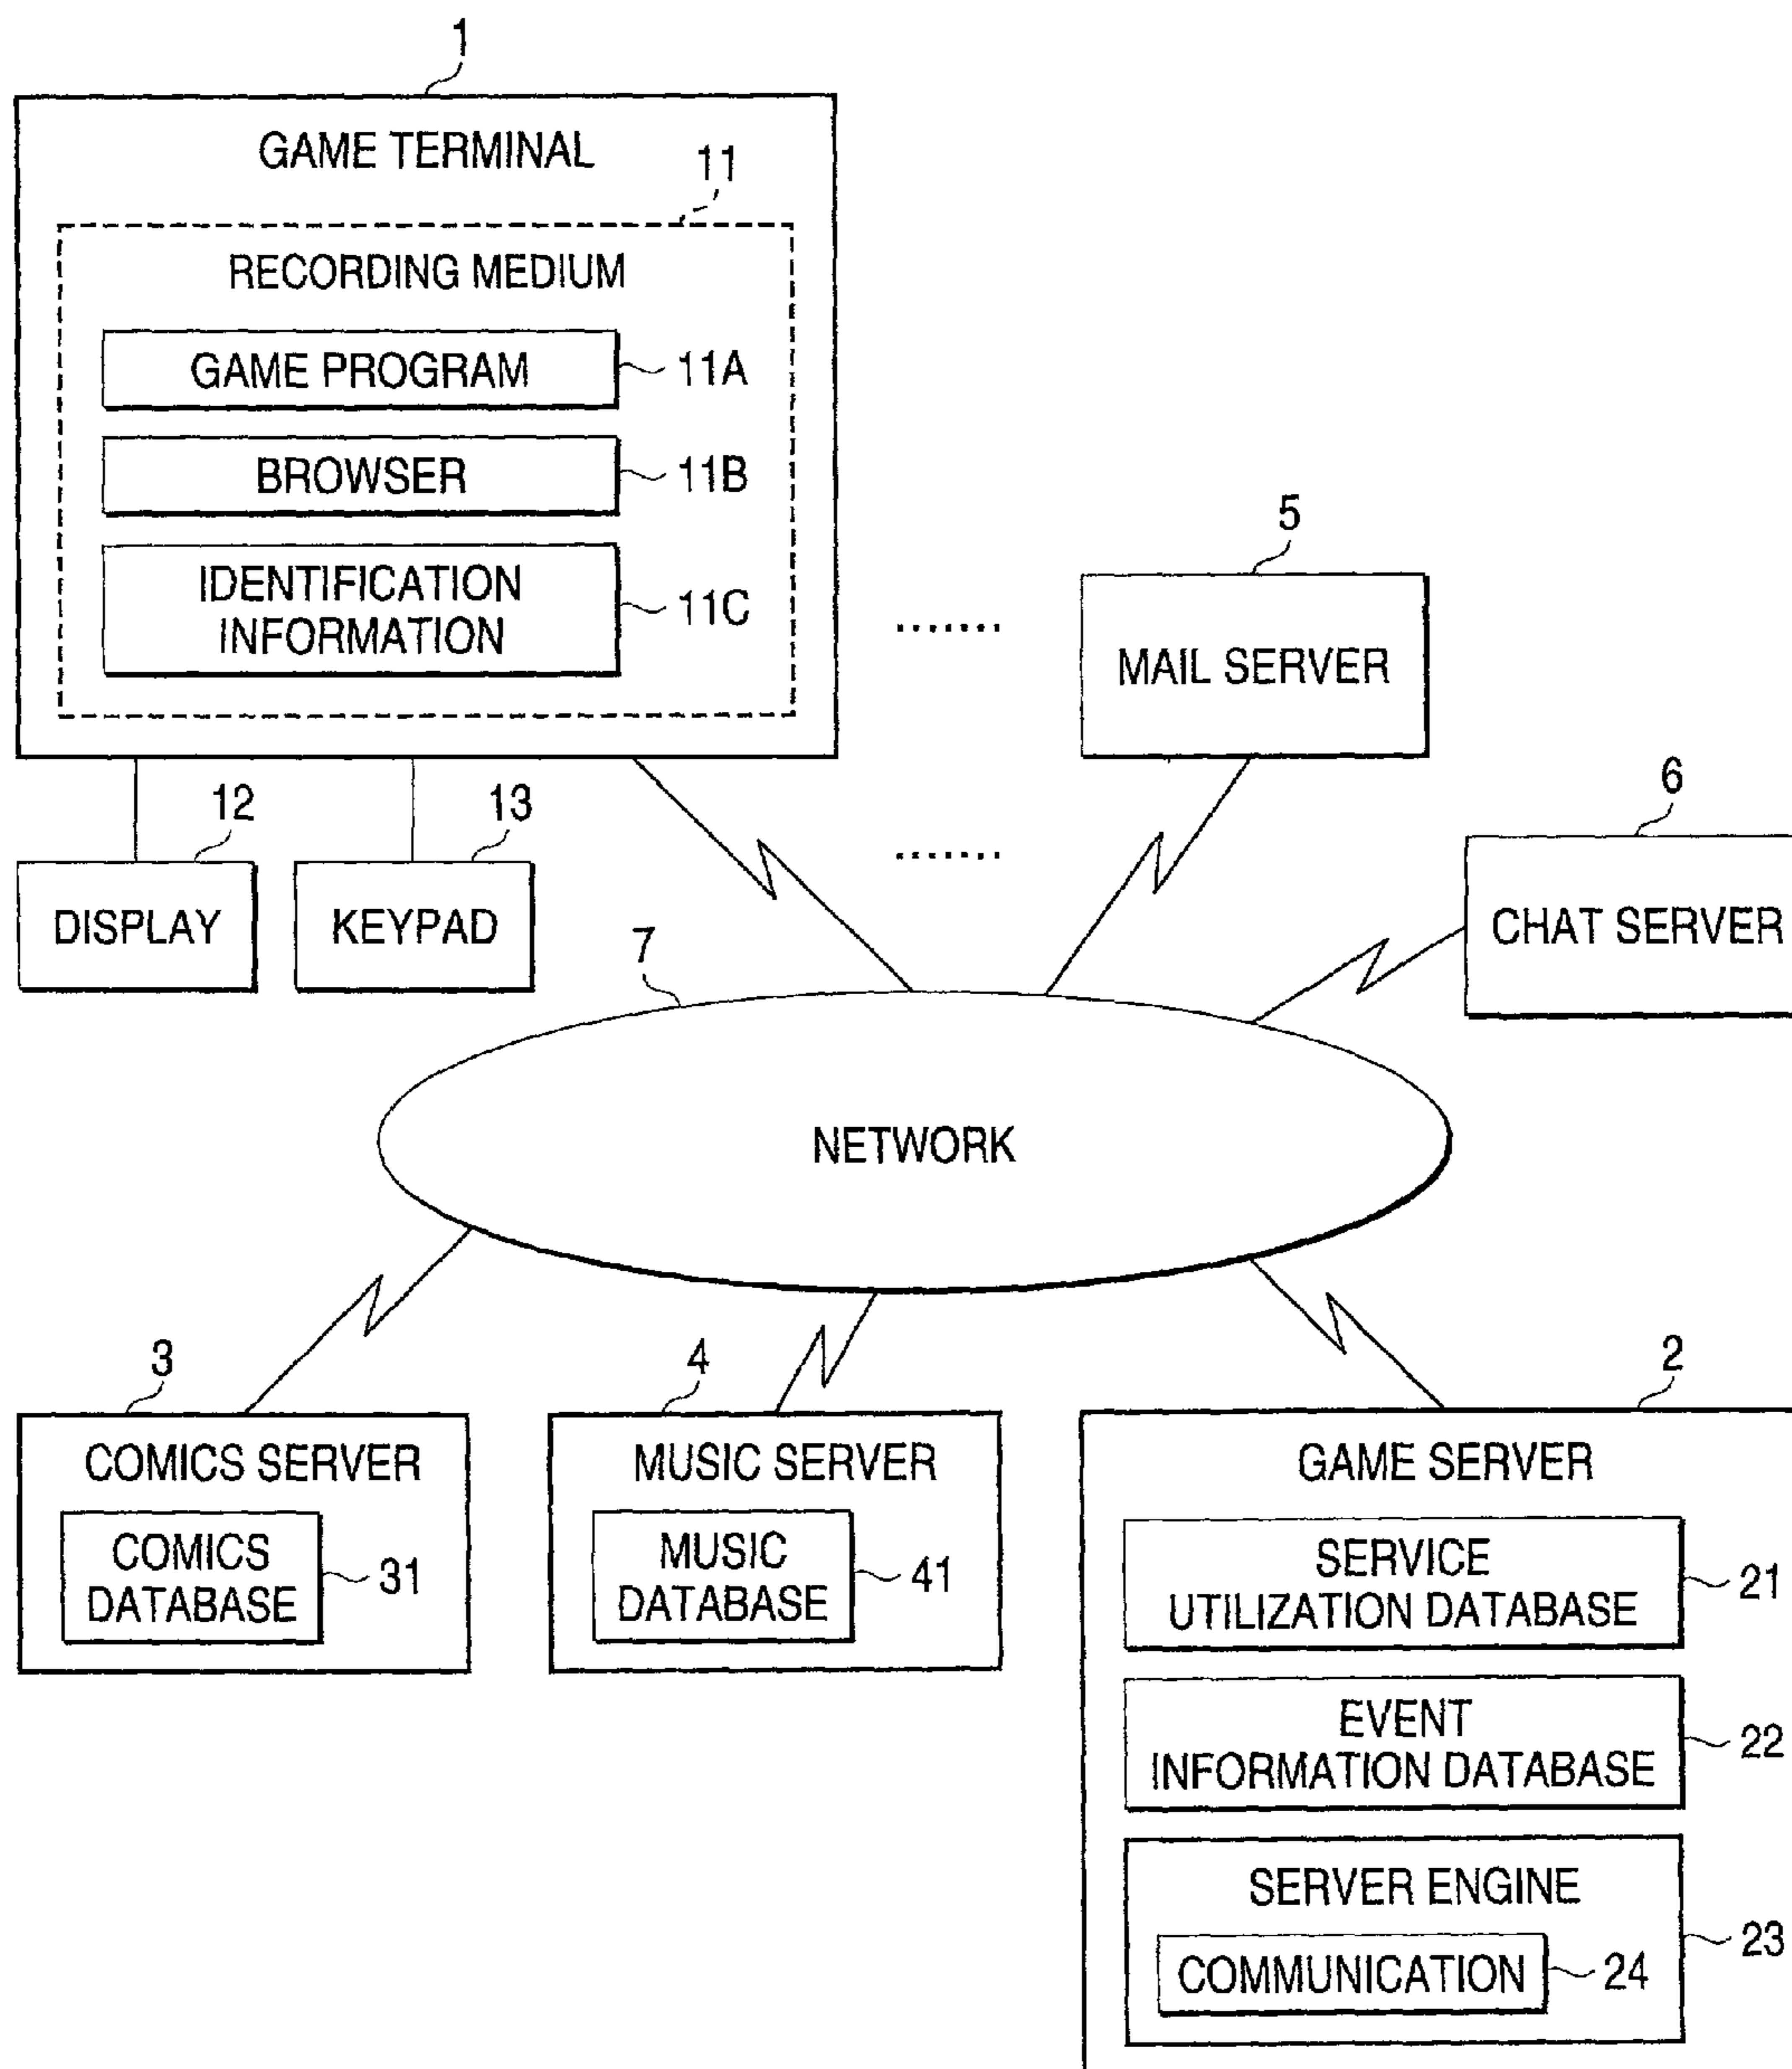 1
GAME TERMINAL
11
RECORDING MEDIUM
GAME PROGRAM
11A
BROWSER
11B
IDENTIFICATION
INFORMATION
11C
.......
5
MAIL SERVER
12
DISPLAY
13
KEYPAD
.......
6
CHAT SERVER
7
NETWORK
3
COMICS SERVER
COMICS
DATABASE
31
4
MUSIC SERVER
MUSIC
DATABASE
41
2
GAME SERVER
SERVICE
UTILIZATION DATABASE
21
EVENT
INFORMATION DATABASE
22
SERVER ENGINE
23
COMMUNICATION
24